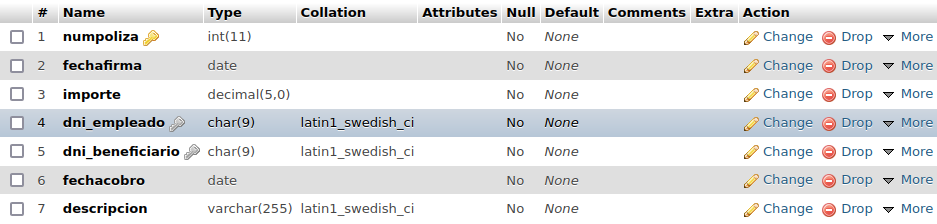 # Name Type Collation Attributes Null Default Comments Extra Action
1 numpoliza int(11) No None Change Drop More
2 fechafirma date No None Change Drop More
3 importe decimal(5,0) No None Change Drop More
4 dni_empleado char(9) latin1_swedish_ci No None Change Drop More
5 dni_beneficiario char(9) latin1_swedish_ci No None Change Drop More
6 fechacobro date No None Change Drop More
7 descripcion varchar(255) latin1_swedish_ci No None Change Drop More